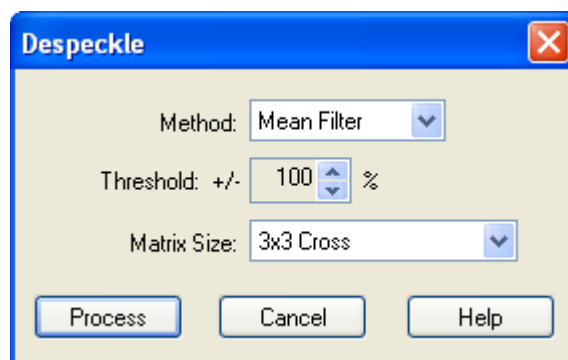 Despeckle
Method: Mean Filter
Threshold: +/- 100 %
Matrix Size: 3x3 Cross
Process Cancel Help